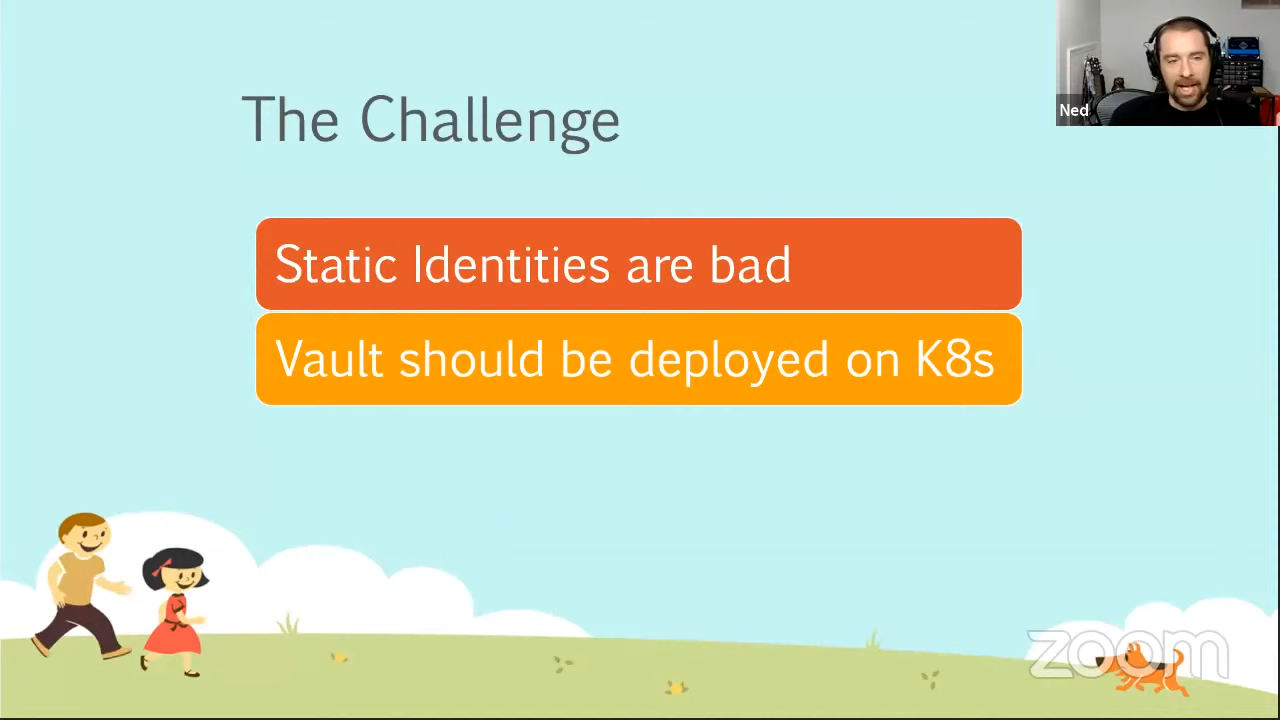 The Challenge
Ned
Static Identities are bad
Vault should be deployed on K8s
zoom